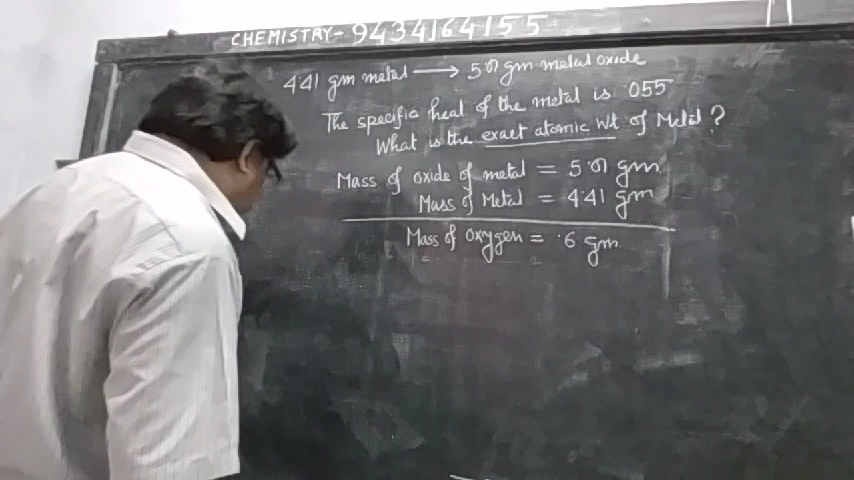 CHEMISTRY- 9434164155
4.41 gm metal → 5.01 gm metal oxide
The specific heat of the metal is .055
What is the exact atomic Wt of Metal?
Mass of oxide of metal = 5.01 gm
Mass of Metal = 4.41 gm
Mass of oxygen = .6 gm